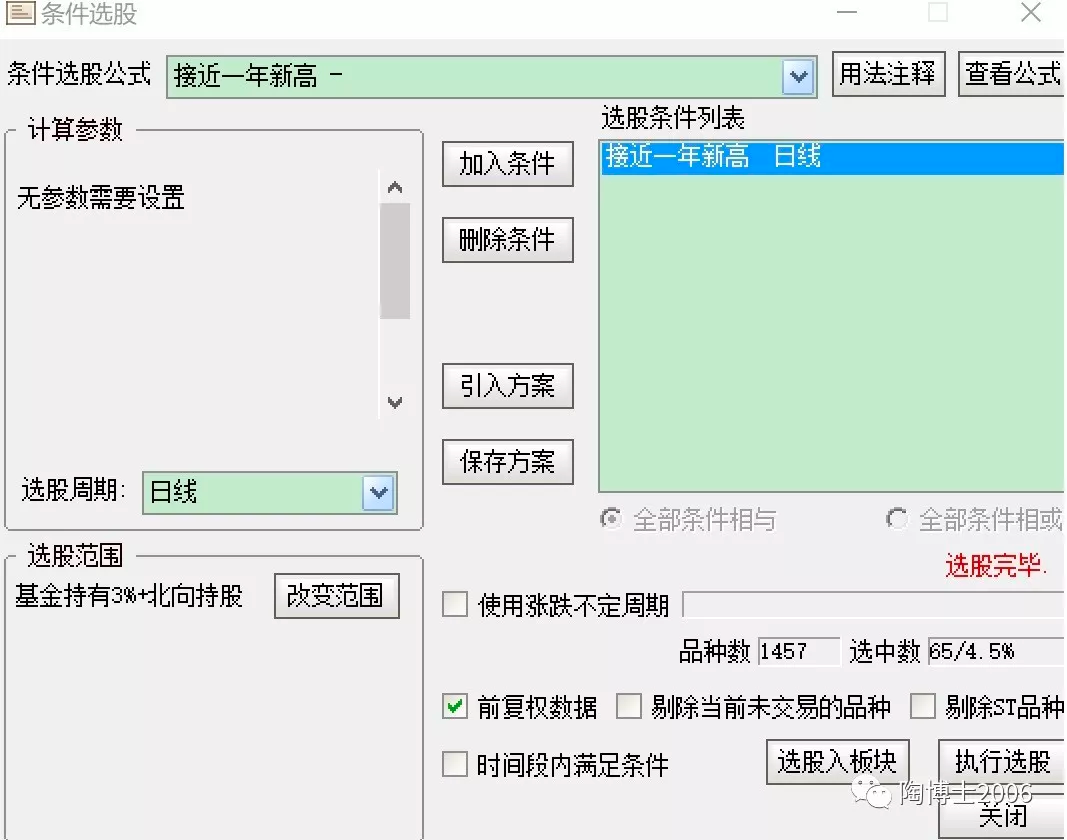 条件选股
条件选股公式 接近一年新高 - 用法注释 查看公式
计算参数
无参数需要设置
选股周期: 日线
加入条件
删除条件
引入方案
保存方案
选股条件列表
接近一年新高 日线
全部条件相与 全部条件相或
选股完毕.
选股范围
基金持有3%+北向持股 改变范围
使用涨跌不定周期
品种数 1457 选中数 65/4.5%
前复权数据 剔除当前未交易的品种 剔除ST品种
时间段内满足条件 选股入板块 执行选股
陶博士2006
关闭